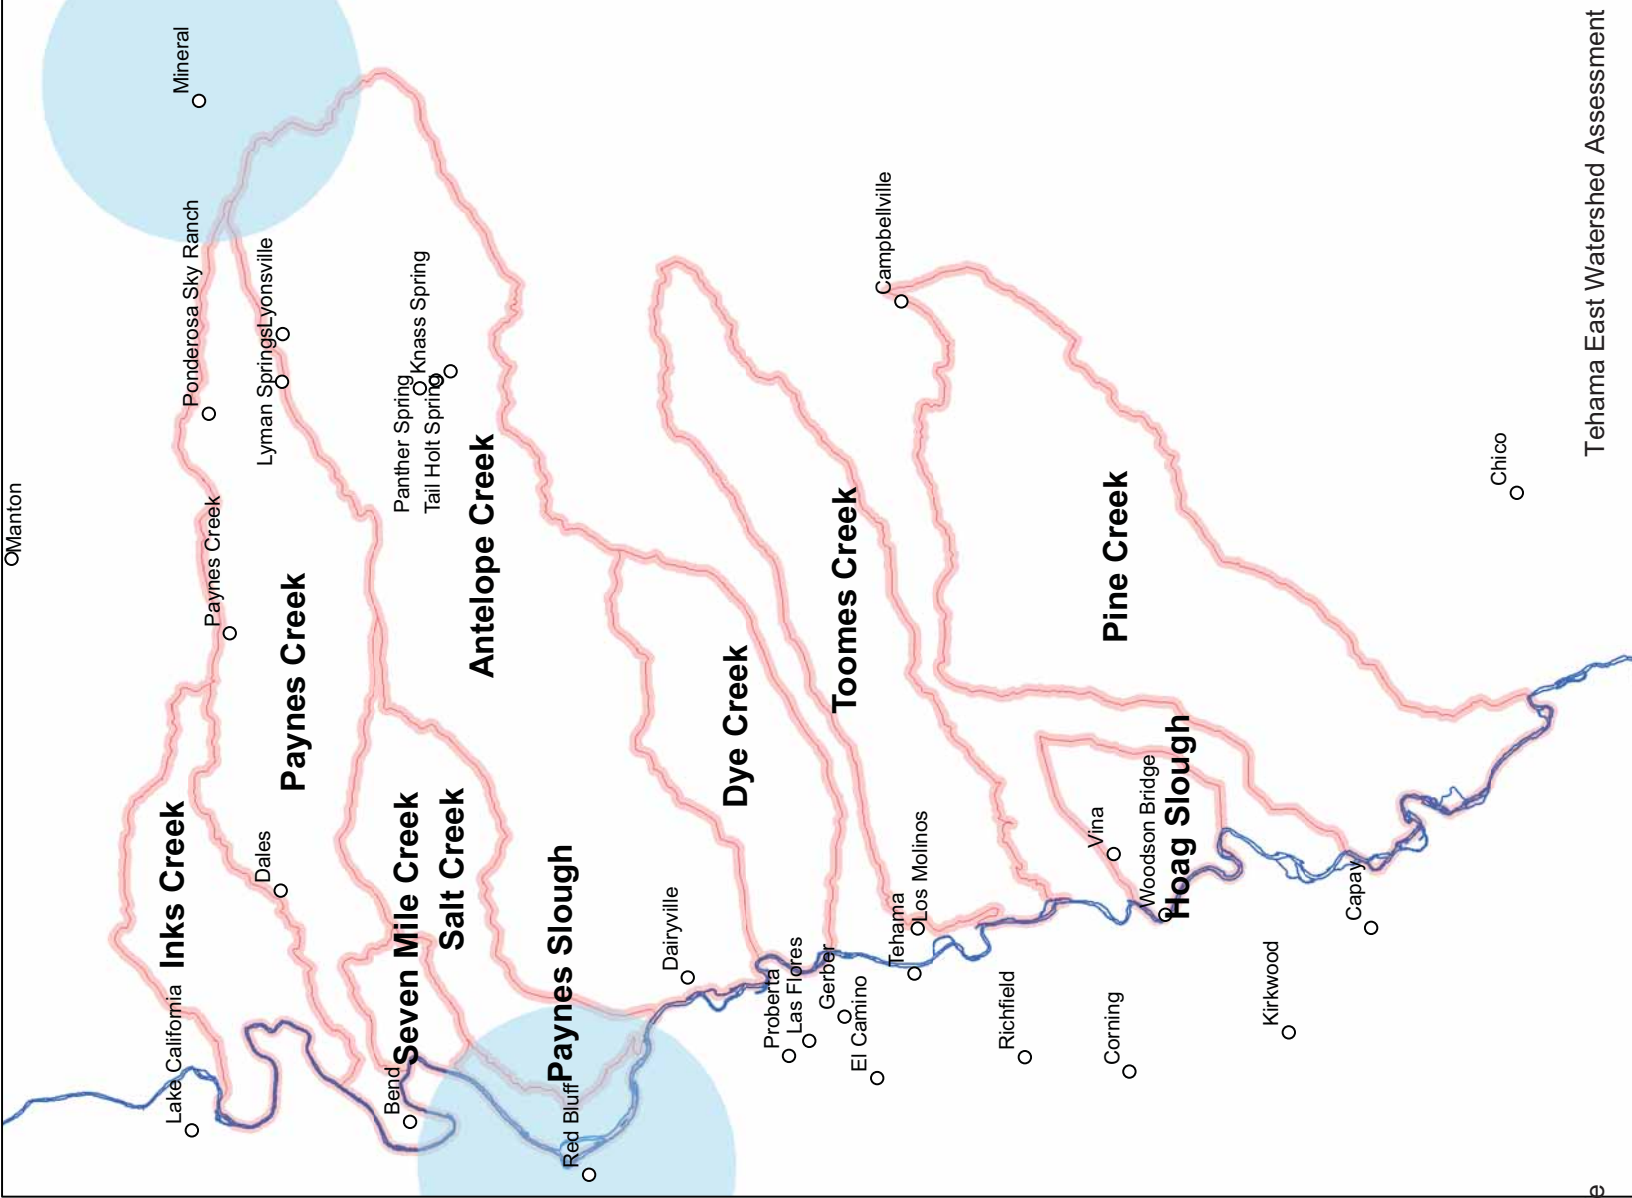 Manton
Mineral
Ponderosa Sky Ranch
Lyonsville
Lyman Springs
Paynes Creek
Knass Spring
Panther Spring
Tail Holt Spring
Campbellville
Paynes Creek
Antelope Creek
Inks Creek
Dales
Seven Mile Creek
Salt Creek
Lake California
Bend
Paynes Slough
Red Bluff
Dye Creek
Dairyville
Toomes Creek
Proberta
Las Flores
Gerber
El Camino
Tehama
Los Molinos
Pine Creek
Richfield
Corning
Vina
Woodson Bridge
Hoag Slough
Kirkwood
Capay
Chico
Tehama East Watershed Assessment
e